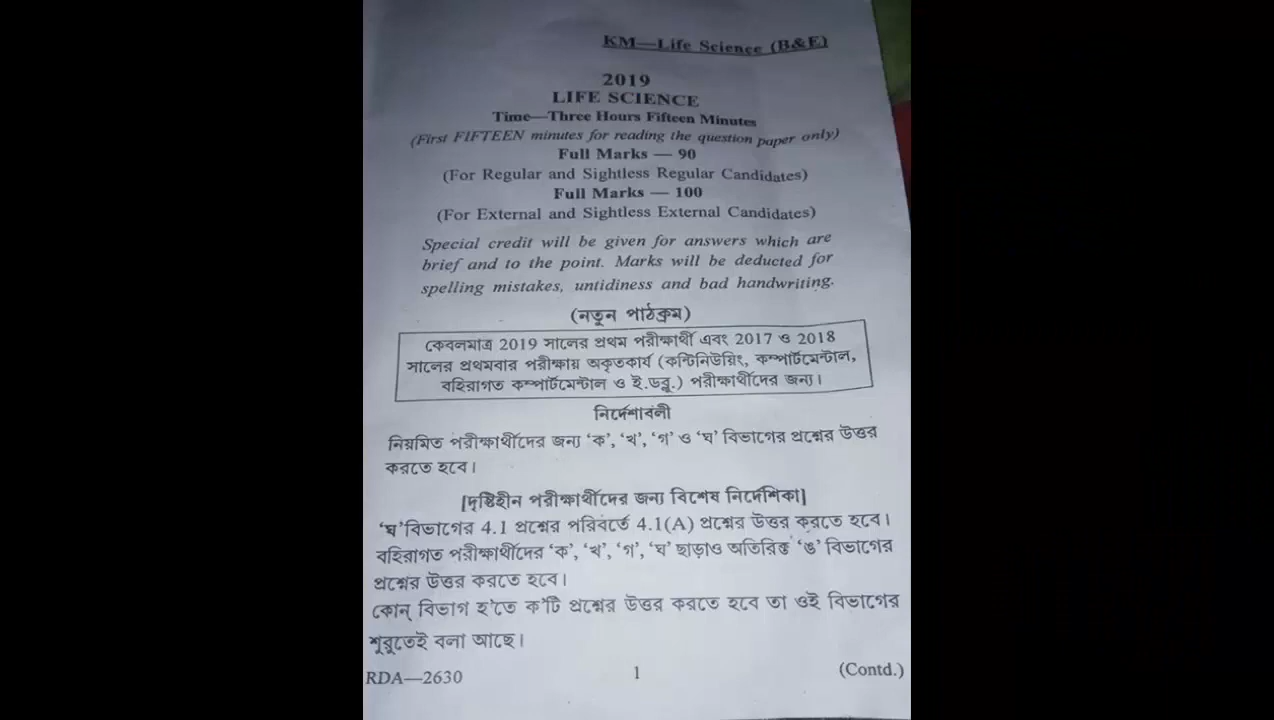 KM—Life Science (B&E)
2019
LIFE SCIENCE
Time—Three Hours Fifteen Minutes
(First FIFTEEN minutes for reading the question paper only)
Full Marks — 90
(For Regular and Sightless Regular Candidates)
Full Marks — 100
(For External and Sightless External Candidates)
Special credit will be given for answers which are
brief and to the point. Marks will be deducted for
spelling mistakes, untidiness and bad handwriting.
(নতুন পাঠক্রম)
কেবলমাত্র 2019 সালের প্রথম পরীক্ষার্থী এবং 2017 ও 2018
সালের প্রথমবার পরীক্ষায় অকৃতকার্য (কন্টিনিউয়িং, কম্পার্টমেন্টাল,
বহিরাগত কম্পার্টমেন্টাল ও ই.ডব্লু.) পরীক্ষার্থীদের জন্য।
নির্দেশাবলী
নিয়মিত পরীক্ষার্থীদের জন্য ‘ক’, ‘খ’, ‘গ’ ও ‘ঘ’ বিভাগের প্রশ্নের উত্তর
করতে হবে।
[দৃষ্টিহীন পরীক্ষার্থীদের জন্য বিশেষ নির্দেশিকা]
‘ঘ’ বিভাগের 4.1 প্রশ্নের পরিবর্তে 4.1(A) প্রশ্নের উত্তর করতে হবে।
বহিরাগত পরীক্ষার্থীদের ‘ক’, ‘খ’, ‘গ’, ‘ঘ’ ছাড়াও অতিরিক্ত ‘ঙ’ বিভাগের
প্রশ্নের উত্তর করতে হবে।
কোন্ বিভাগ হ'তে ক'টি প্রশ্নের উত্তর করতে হবে তা ওই বিভাগের
শুরুতেই বলা আছে।
RDA—2630
1
(Contd.)